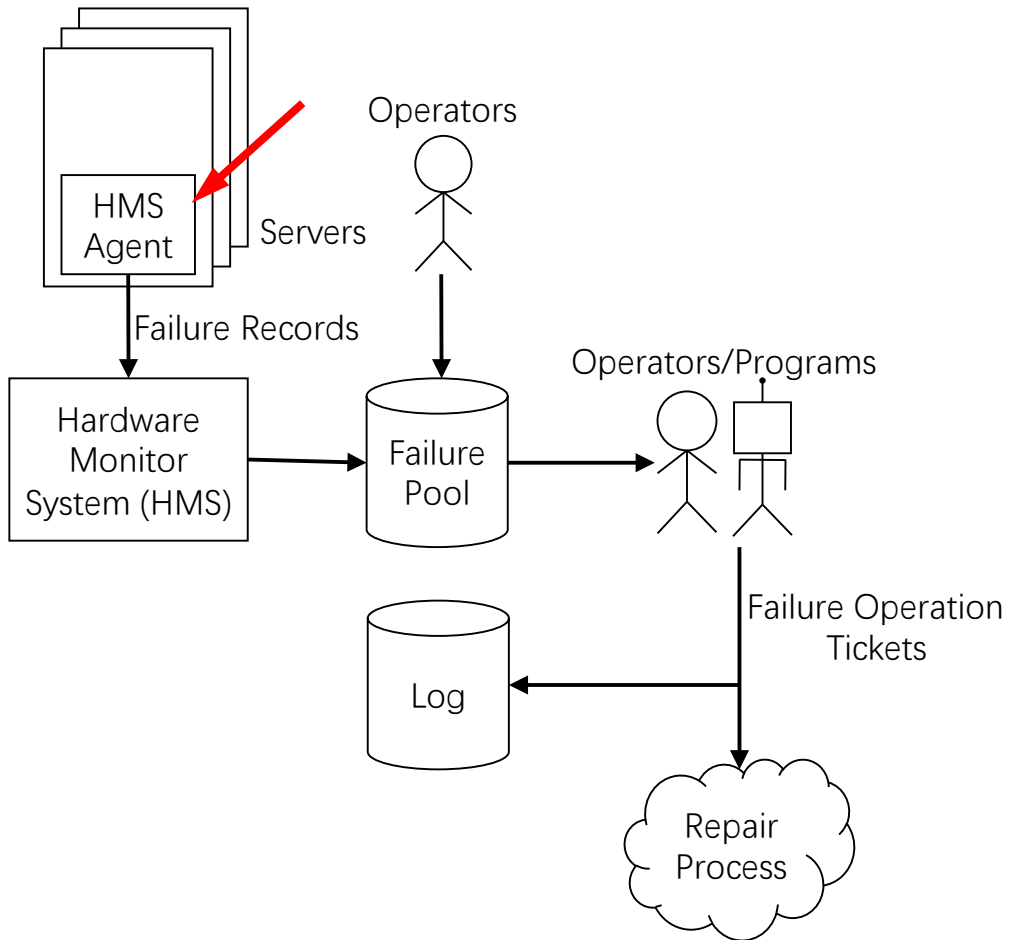 Operators
HMS
Agent
Servers
Failure Records
Operators/Programs
Hardware
Monitor
System (HMS)
Failure
Pool
Failure Operation
Tickets
Log
Repair
Process